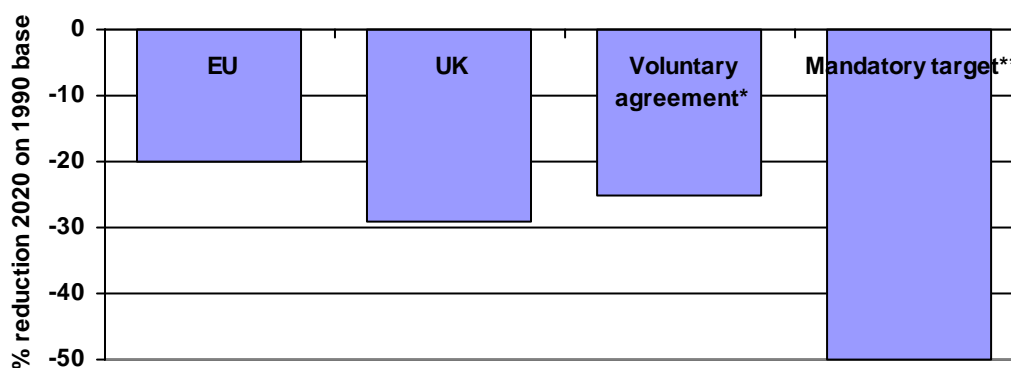 % reduction 2020 on 1990 base
0
-10
-20
-30
-40
-50
EU
UK
Voluntary
agreement*
Mandatory target**